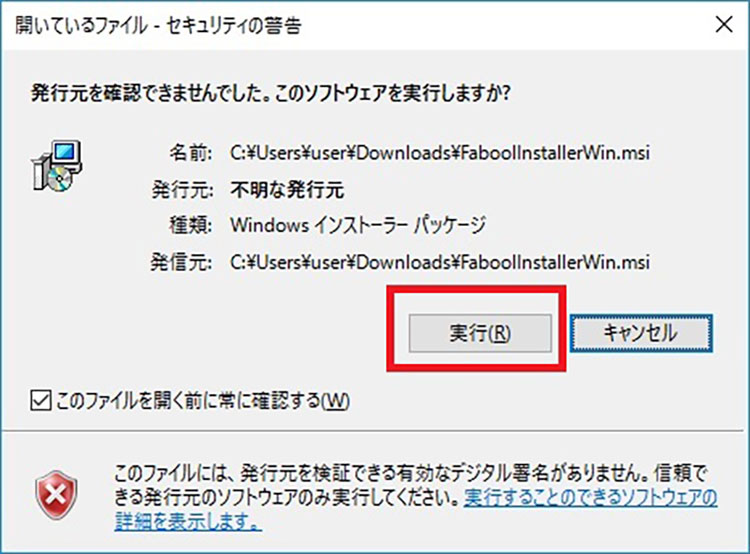 開いているファイル - セキュリティの警告
発行元を確認できませんでした。このソフトウェアを実行しますか?
名前: C:¥Users¥user¥Downloads¥FaboolInstallerWin.msi
発行元: 不明な発行元
種類: Windows インストーラー パッケージ
発信元: C:¥Users¥user¥Downloads¥FaboolInstallerWin.msi
実行(R) キャンセル
このファイルを開く前に常に確認する(W)
このファイルには、発行元を検証できる有効なデジタル署名がありません。信頼で
きる発行元のソフトウェアのみ実行してください。実行することのできるソフトウェアの
詳細を表示します。